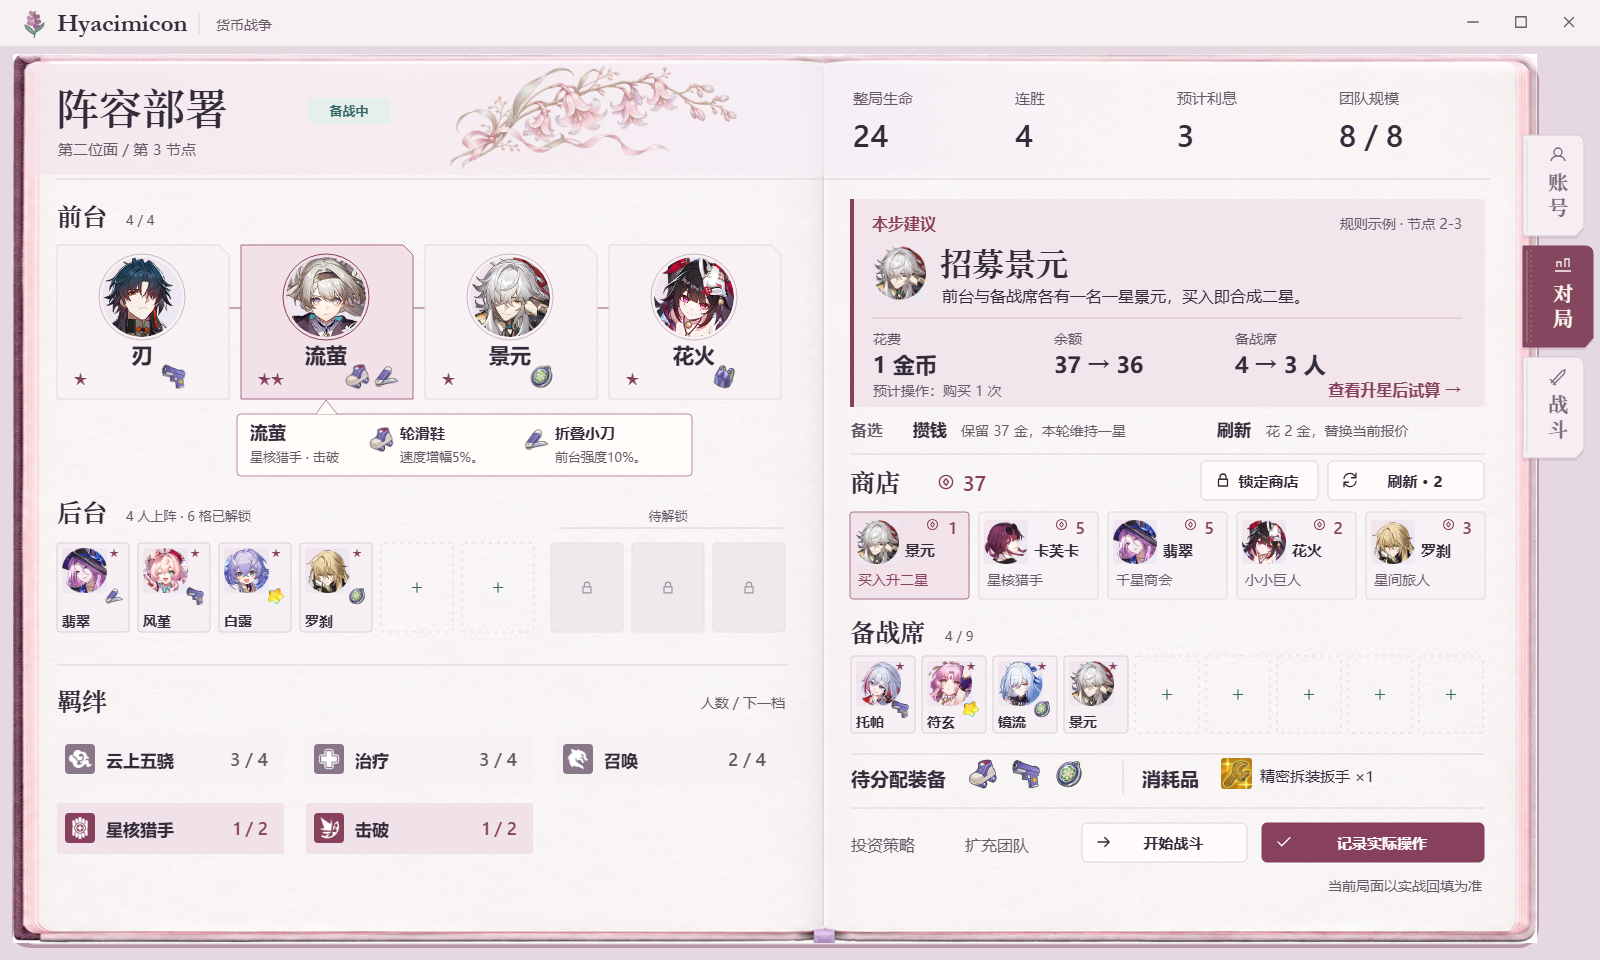 Hyacimicon
货币战争
阵容部署
备战中
第二位面 / 第 3 节点
整局生命
24
连胜
4
预计利息
3
团队规模
8 / 8
账号
对局
战斗
前台
4 / 4
刃
★
流萤
★★
景元
★
花火
★
流萤
星核猎手 · 击破
轮滑鞋
速度增幅5%。
折叠小刀
前台强度10%。
后台
4 人上阵 · 6 格已解锁
待解锁
翡翠
风堇
白露
罗刹
羁绊
人数 / 下一档
云上五骁
3 / 4
治疗
3 / 4
召唤
2 / 4
星核猎手
1 / 2
击破
1 / 2
本步建议
规则示例 · 节点 2-3
招募景元
前台与备战席各有一名一星景元，买入即合成二星。
花费
1 金币
余额
37 → 36
备战席
4 → 3 人
预计操作：购买 1 次
查看升星后试算 →
备选
攒钱
保留 37 金，本轮维持一星
刷新
花 2 金，替换当前报价
商店
37
锁定商店
刷新 • 2
1
景元
买入升二星
5
卡芙卡
星核猎手
5
翡翠
千星商会
2
花火
小小巨人
3
罗刹
星间旅人
备战席
4 / 9
托帕
符玄
镜流
景元
待分配装备
消耗品
精密拆装扳手 ×1
投资策略
扩充团队
开始战斗
记录实际操作
当前局面以实战回填为准